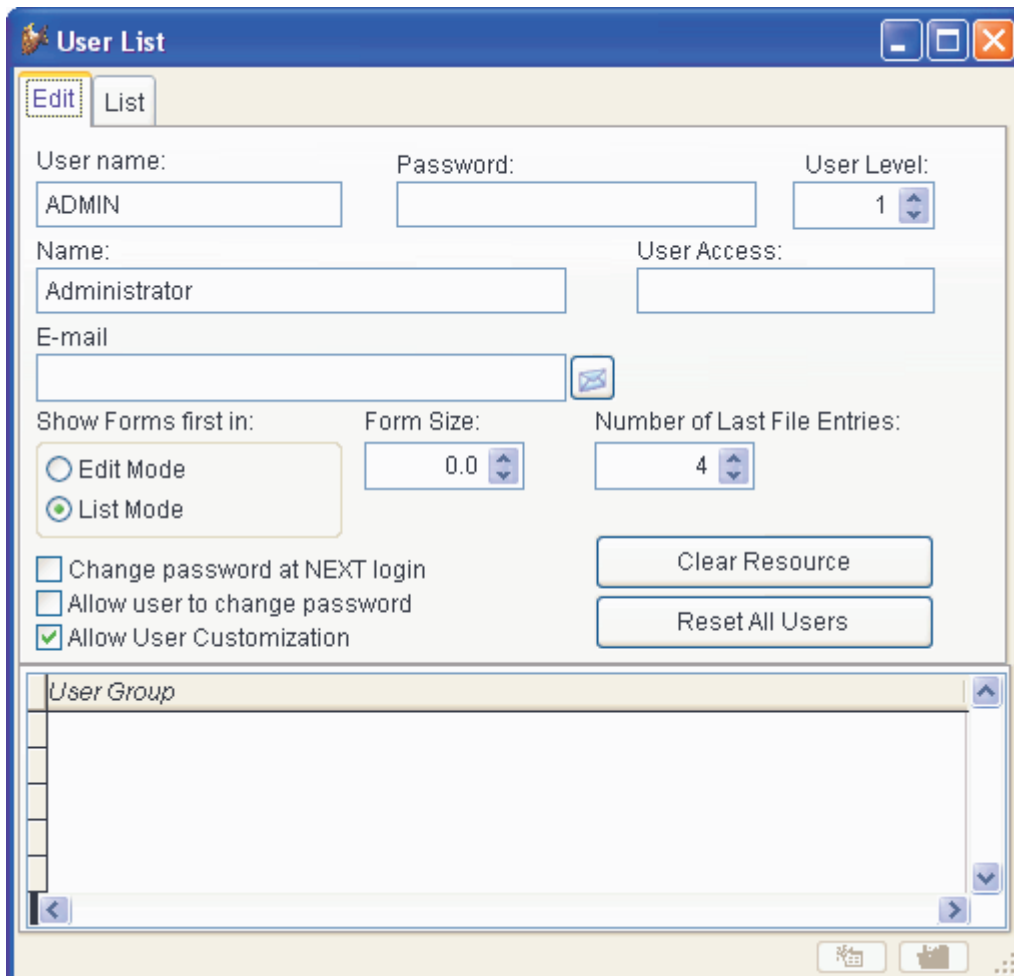 User List
Edit List
User name: Password: User Level:
ADMIN 1
Name: User Access:
Administrator
E-mail
Show Forms first in: Form Size: Number of Last File Entries:
Edit Mode 0.0 4
List Mode
Change password at NEXT login Clear Resource
Allow user to change password
Allow User Customization Reset All Users
User Group